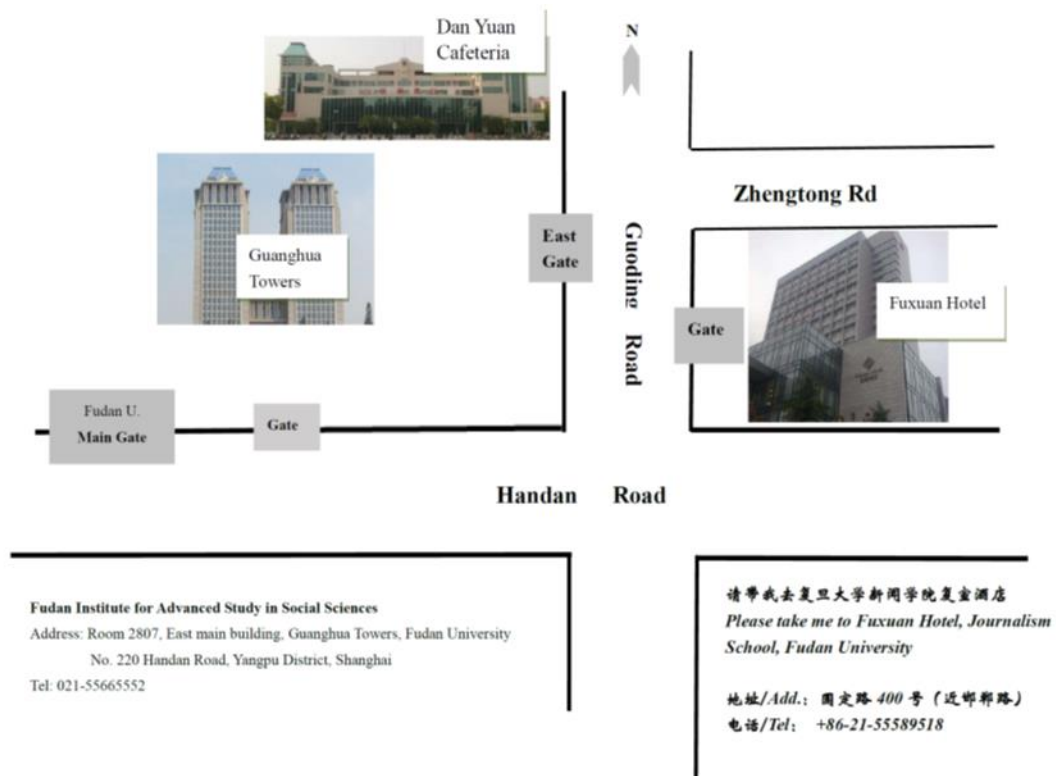 Dan Yuan
Cafeteria
N
Zhengtong Rd
Guanghua
Towers
East
Gate
Guoding Road
Fuxuan Hotel
Gate
Fudan U.
Main Gate
Gate
Handan Road
Fudan Institute for Advanced Study in Social Sciences
Address: Room 2807, East main building, Guanghua Towers, Fudan University
No. 220 Handan Road, Yangpu District, Shanghai
Tel: 021-55665552
请带我去复旦大学新闻学院复宣酒店
Please take me to Fuxuan Hotel, Journalism
School, Fudan University
地址/Add.: 国定路 400 号（近邯郸路）
电话/Tel: +86-21-55589518